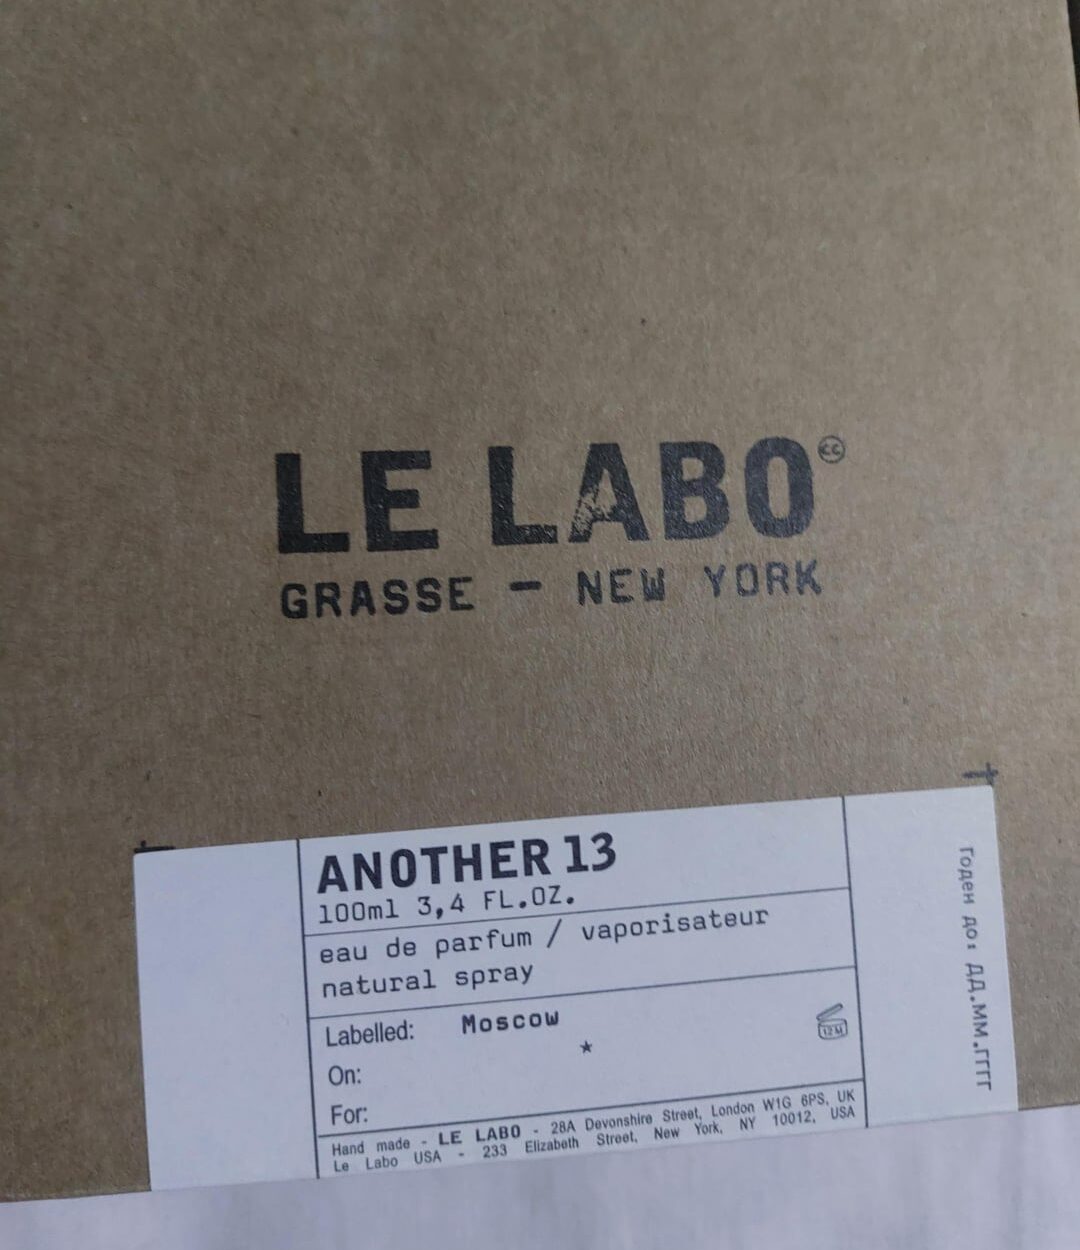 LE LABO
GRASSE — NEW YORK
ANOTHER 13
100ml 3,4 FL.OZ.
eau de parfum / vaporisateur
natural spray
Labelled: Moscow
On:
For:
12M
Hand made - LE LABO - 28A Devonshire Street, London W1G 6PS, UK
Le Labo USA - 233 Elizabeth Street, New York, NY 10012, USA
Годен до: ДД.ММ.ГГГГ